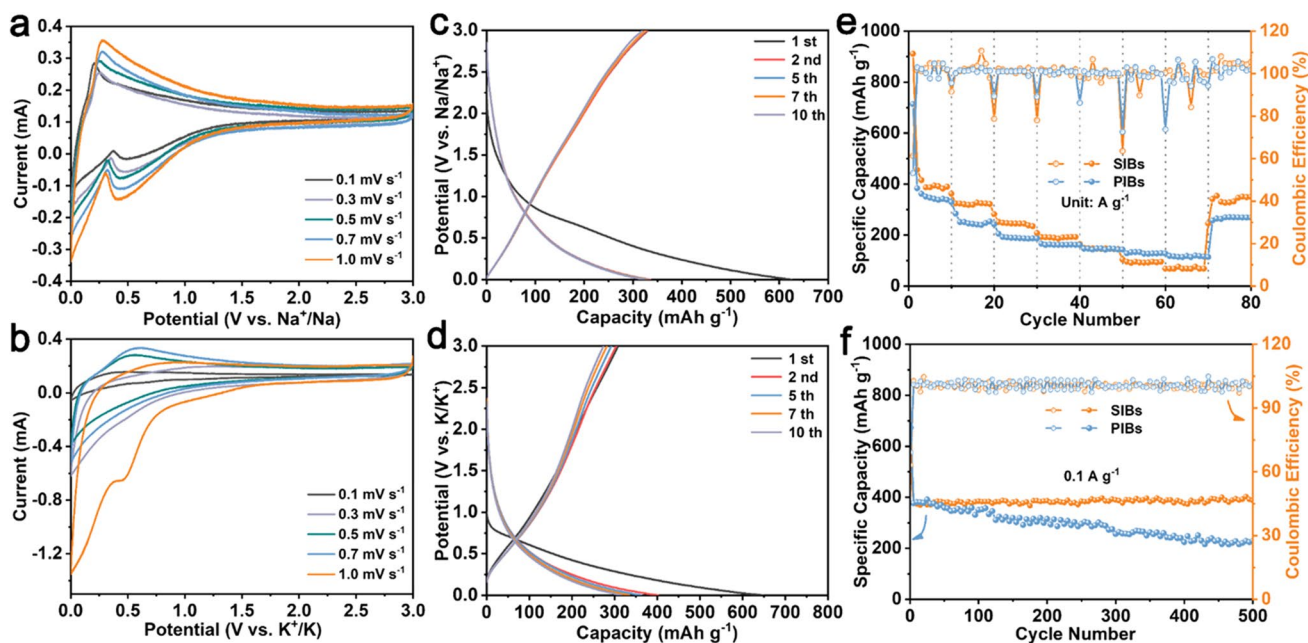 a
0.4
0.3
0.2
0.1
0.0
0.1
0.2
0.3
0.4
Current (mA)
0.1 mV s⁻¹
0.3 mV s⁻¹
0.5 mV s⁻¹
0.7 mV s⁻¹
1.0 mV s⁻¹
0.0 0.5 1.0 1.5 2.0 2.5 3.0
Potential (V vs. Na⁺/Na)
c
3.0
2.5
2.0
1.5
1.0
0.5
0.0
Potential (V vs. Na/Na⁺)
1 st
2 nd
5 th
7 th
10 th
0 100 200 300 400 500 600 700
Capacity (mAh g⁻¹)
e
1000
800
600
400
200
0
Specific Capacity (mAh g⁻¹)
SIBs
PIBs
Unit: A g⁻¹
120
100
80
60
40
20
0
Coulombic Efficiency (%)
0 20 40 60 80
Cycle Number
b
0.4
0.0
-0.4
-0.8
-1.2
Current (mA)
0.1 mV s⁻¹
0.3 mV s⁻¹
0.5 mV s⁻¹
0.7 mV s⁻¹
1.0 mV s⁻¹
0.0 0.5 1.0 1.5 2.0 2.5 3.0
Potential (V vs. K⁺/K)
d
3.0
2.5
2.0
1.5
1.0
0.5
0.0
Potential (V vs. K/K⁺)
1 st
2 nd
5 th
7 th
10 th
0 100 200 300 400 500 600 700
Capacity (mAh g⁻¹)
f
1000
800
600
400
200
0
Specific Capacity (mAh g⁻¹)
SIBs
PIBs
0.1 A g⁻¹
120
90
60
30
0
Coulombic Efficiency (%)
0 100 200 300 400 500
Cycle Number